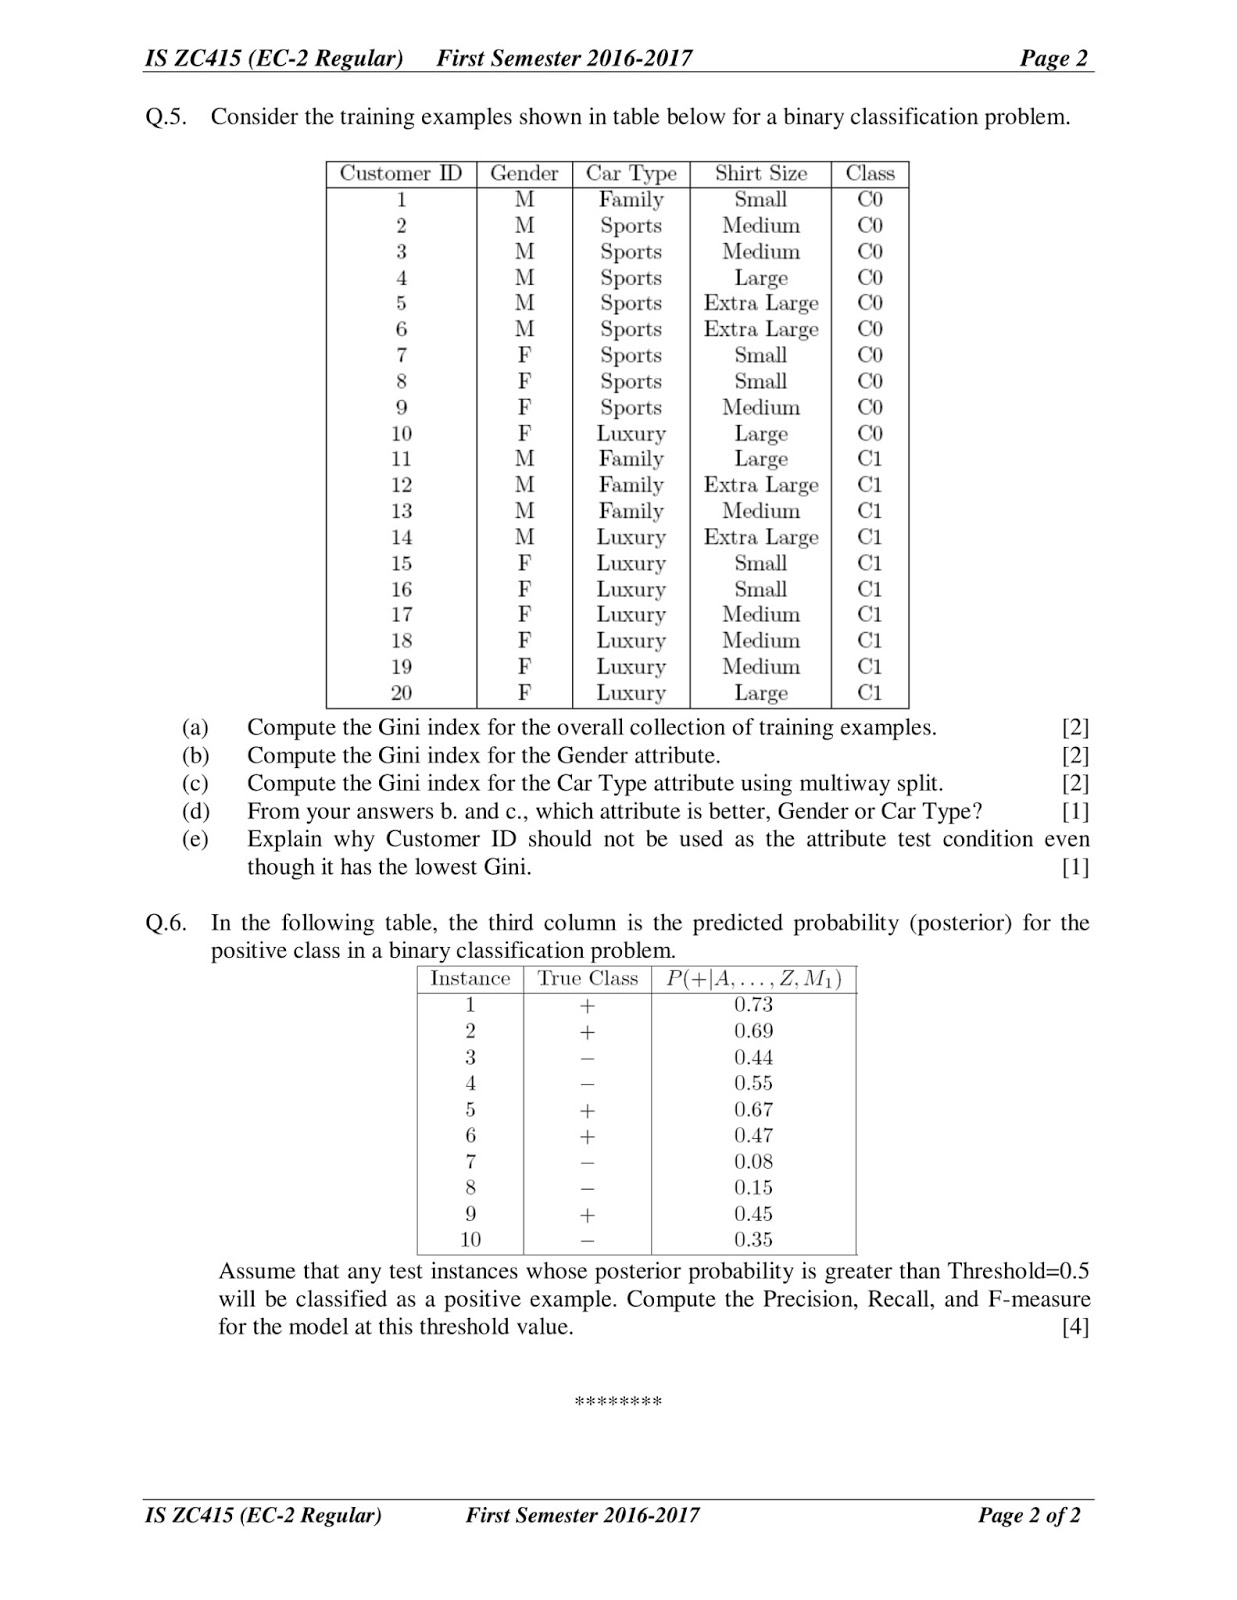 IS ZC415 (EC-2 Regular) First Semester 2016-2017 Page 2
Q.5. Consider the training examples shown in table below for a binary classification problem.
Customer ID Gender Car Type Shirt Size Class
1 M Family Small C0
2 M Sports Medium C0
3 M Sports Medium C0
4 M Sports Large C0
5 M Sports Extra Large C0
6 M Sports Extra Large C0
7 F Sports Small C0
8 F Sports Small C0
9 F Sports Medium C0
10 F Luxury Large C0
11 M Family Large C1
12 M Family Extra Large C1
13 M Family Medium C1
14 M Luxury Extra Large C1
15 F Luxury Small C1
16 F Luxury Small C1
17 F Luxury Medium C1
18 F Luxury Medium C1
19 F Luxury Medium C1
20 F Luxury Large C1
(a) Compute the Gini index for the overall collection of training examples. [2]
(b) Compute the Gini index for the Gender attribute. [2]
(c) Compute the Gini index for the Car Type attribute using multiway split. [2]
(d) From your answers b. and c., which attribute is better, Gender or Car Type? [1]
(e) Explain why Customer ID should not be used as the attribute test condition even
though it has the lowest Gini. [1]
Q.6. In the following table, the third column is the predicted probability (posterior) for the
positive class in a binary classification problem.
Instance True Class P(+|A, . . . , Z, M₁)
1 + 0.73
2 + 0.69
3 − 0.44
4 − 0.55
5 + 0.67
6 + 0.47
7 − 0.08
8 − 0.15
9 + 0.45
10 − 0.35
Assume that any test instances whose posterior probability is greater than Threshold=0.5
will be classified as a positive example. Compute the Precision, Recall, and F-measure
for the model at this threshold value. [4]
********
IS ZC415 (EC-2 Regular) First Semester 2016-2017 Page 2 of 2